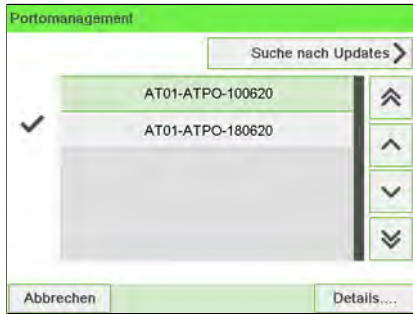 Portomanagement
Suche nach Updates
AT01-ATPO-100620
AT01-ATPO-180620
Abbrechen
Details....